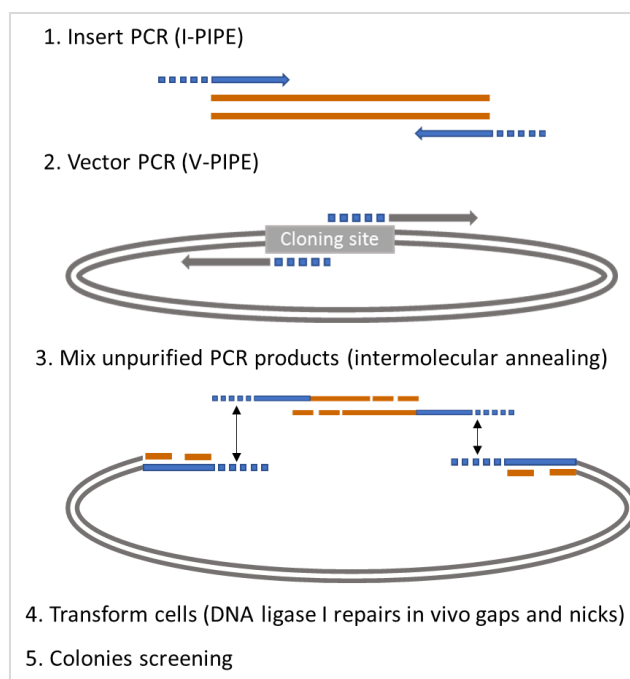 1. Insert PCR (I-PIPE)
2. Vector PCR (V-PIPE)
Cloning site
3. Mix unpurified PCR products (intermolecular annealing)
4. Transform cells (DNA ligase I repairs in vivo gaps and nicks)
5. Colonies screening